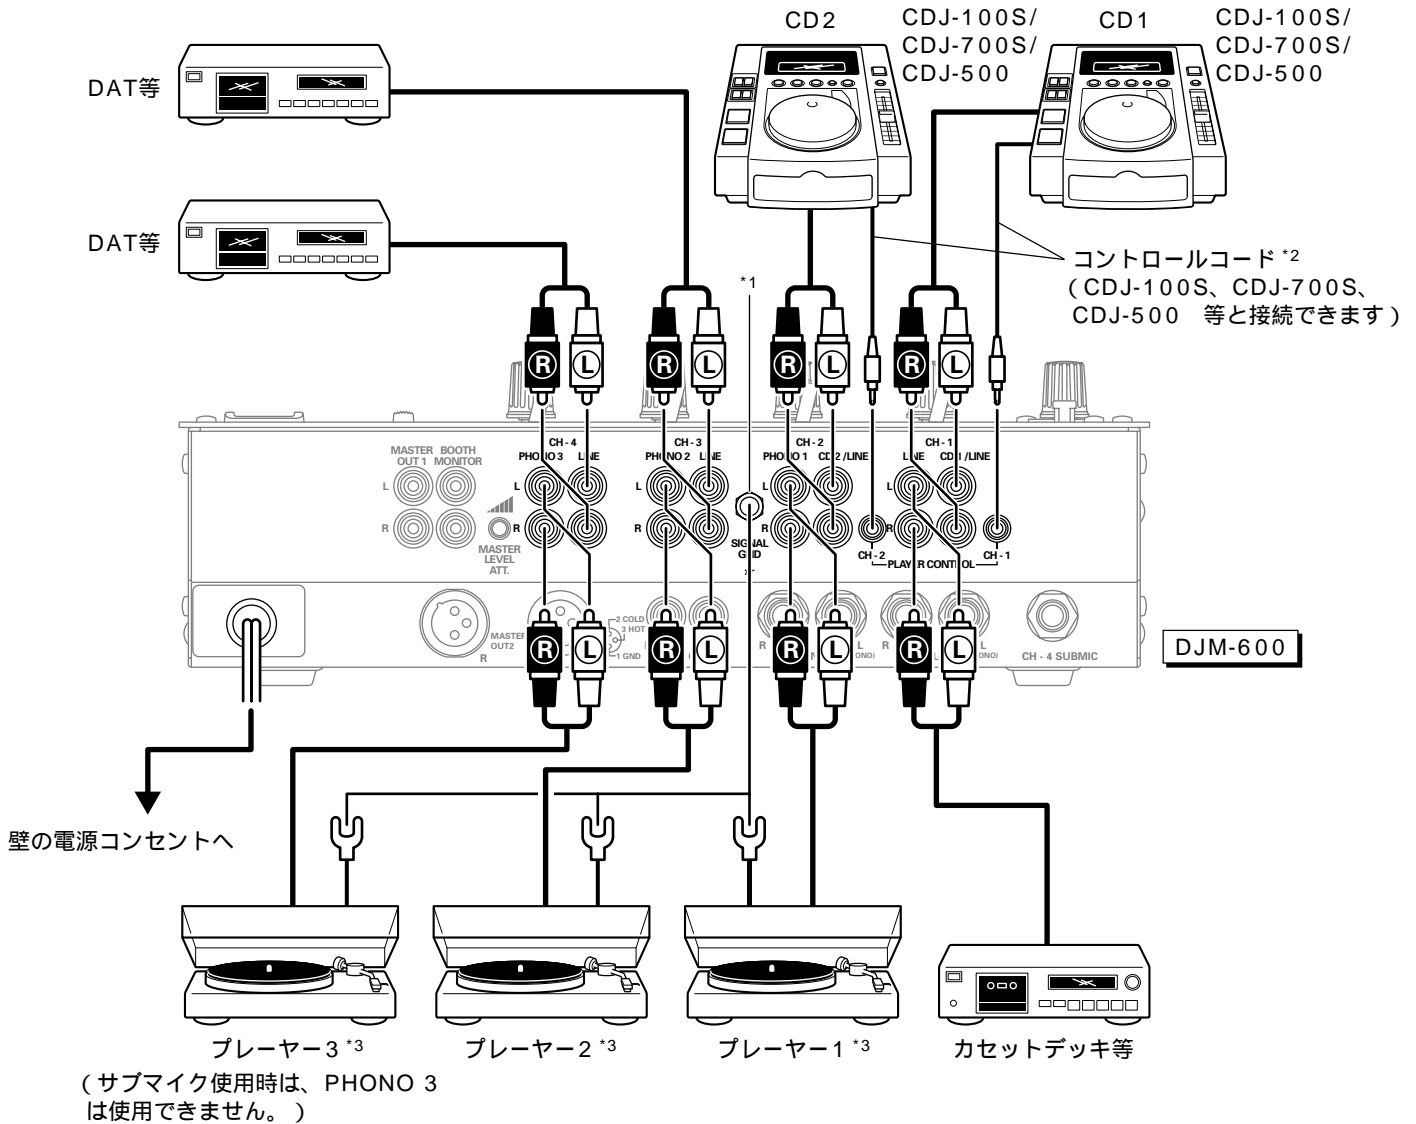 CD2
CDJ-100S/
CDJ-700S/
CDJ-500
CD1
CDJ-100S/
CDJ-700S/
CDJ-500
DAT等
DAT等
コントロールコード *2
(CDJ-100S、CDJ-700S、
CDJ-500 等と接続できます)
*1
R L R L R L R L
MASTER OUT 1
BOOTH MONITOR
CH - 4
PHONO 3 LINE
CH - 3
PHONO 2 LINE
CH - 2
PHONO 1 CD2 /LINE
CH - 1
LINE CD1 /LINE
L L L L L
R R R R R
MASTER
LEVEL
ATT.
SIGNAL
GND
CH - 2 PLAYER CONTROL CH - 1
MASTER
OUT2
R
2 COLD
3 HOT
1 GND
R L
R L
CH - 4 SUBMIC
R L R L R L R L
DJM-600
壁の電源コンセントへ
プレーヤー3 *3
プレーヤー2 *3
プレーヤー1 *3
カセットデッキ等
(サブマイク使用時は、PHONO 3
は使用できません。)